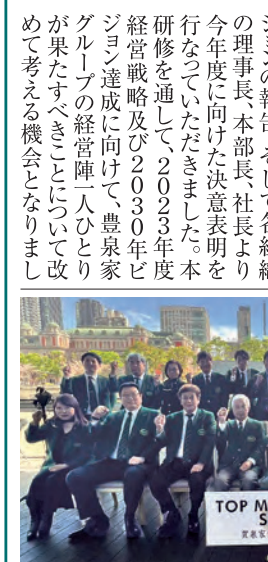 の報告、そして各組織
の理事長、本部長、社長より
今年度に向けた決意表明を
行なっていただきました。本
研修を通して、2023年度
経営戦略及び2030年ビ
ジョン達成に向けて、豊泉家
グループの経営陣一人ひとり
が果たすべきことについて改
めて考える機会となりまし
TOP M
S
豊泉家